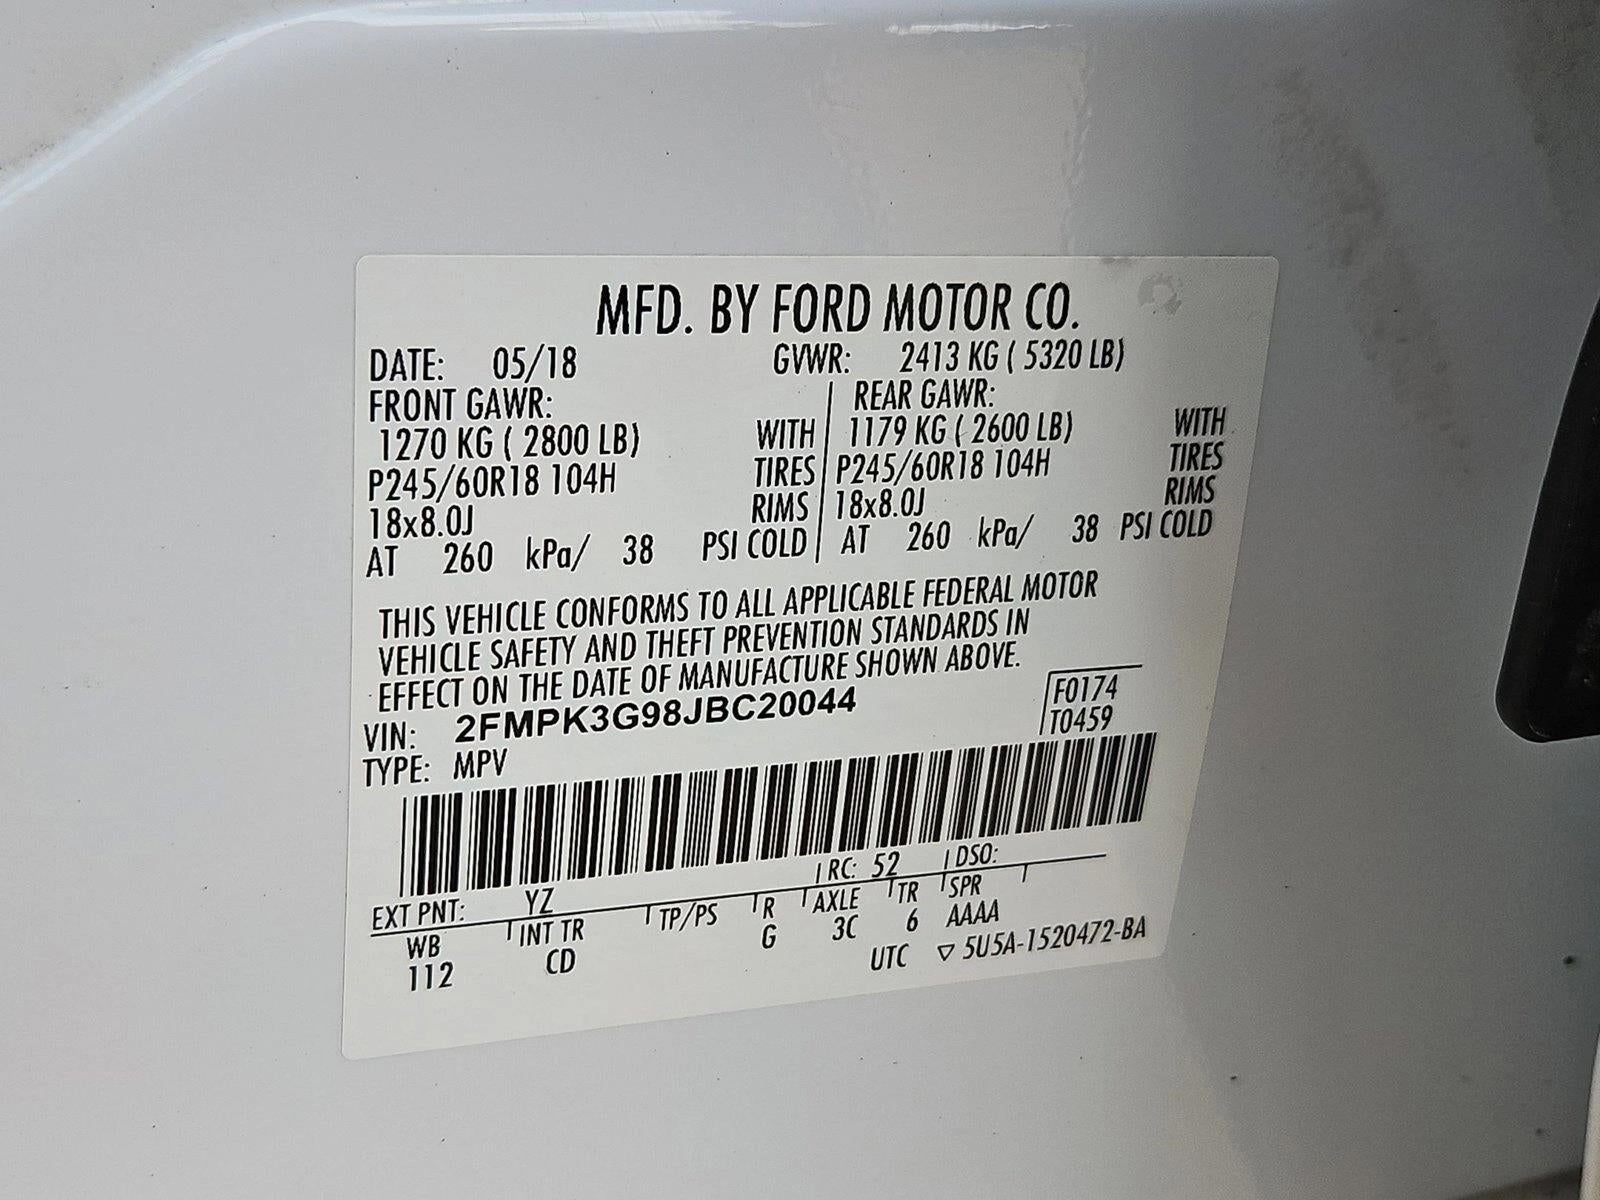 MFD. BY FORD MOTOR CO.
DATE: 05/18 GVWR: 2413 KG ( 5320 LB)
FRONT GAWR: REAR GAWR:
1270 KG ( 2800 LB) WITH 1179 KG ( 2600 LB) WITH
P245/60R18 104H TIRES P245/60R18 104H TIRES
18x8.0J RIMS 18x8.0J RIMS
AT 260 kPa/ 38 PSI COLD AT 260 kPa/ 38 PSI COLD
THIS VEHICLE CONFORMS TO ALL APPLICABLE FEDERAL MOTOR
VEHICLE SAFETY AND THEFT PREVENTION STANDARDS IN
EFFECT ON THE DATE OF MANUFACTURE SHOWN ABOVE.
VIN: 2FMPK3G98JBC20044 F0174
TYPE: MPV T0459
EXT PNT: YZ RC: 52 DSO:
WB INT TR TP/PS R AXLE TR SPR
112 CD G 3C 6 AAAA
UTC ▽ 5U5A-1520472-BA